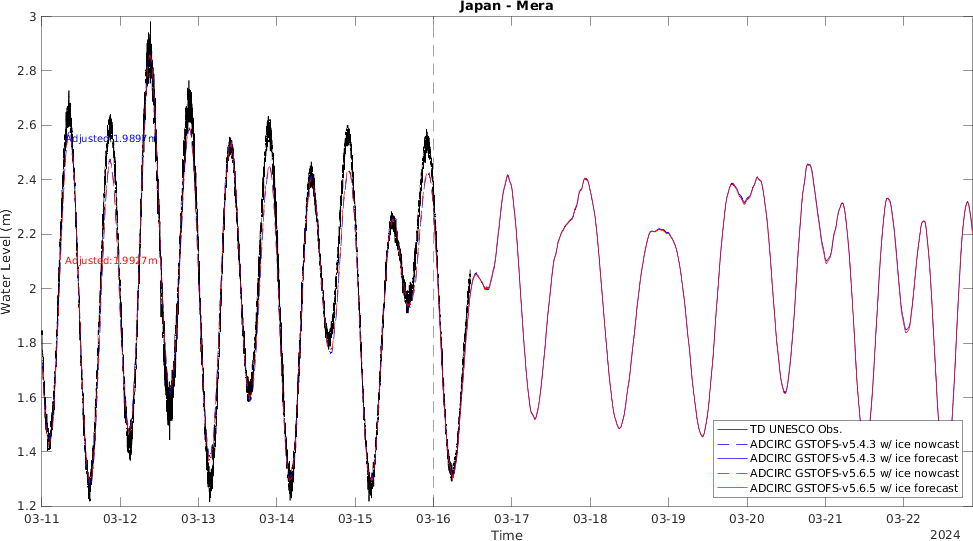 Japan - Mera
3
2.8
2.6
2.4
2.2
2
1.8
1.6
1.4
1.2
Water Level (m)
Adjusted:1.9897m
Adjusted:1.9927m
TD UNESCO Obs.
ADCIRC GSTOFS-v5.4.3 w/ ice nowcast
ADCIRC GSTOFS-v5.4.3 w/ ice forecast
ADCIRC GSTOFS-v5.6.5 w/ ice nowcast
ADCIRC GSTOFS-v5.6.5 w/ ice forecast
03-11 03-12 03-13 03-14 03-15 03-16 03-17 03-18 03-19 03-20 03-21 03-22
Time
2024